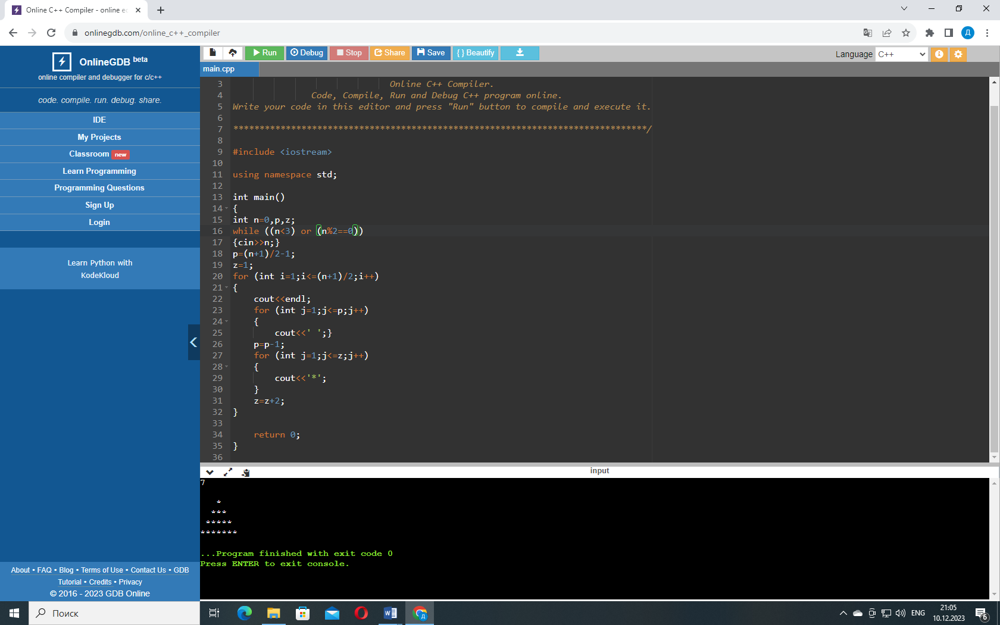 Online C++ Compiler - online e
onlinegdb.com/online_c++_compiler
Д
OnlineGDB beta
online compiler and debugger for c/c++
code. compile. run. debug. share.
IDE
My Projects
Classroom new
Learn Programming
Programming Questions
Sign Up
Login
Learn Python with
KodeKloud
About • FAQ • Blog • Terms of Use • Contact Us • GDB
Tutorial • Credits • Privacy
© 2016 - 2023 GDB Online
Run Debug Stop Share Save { } Beautify
Language C++
main.cpp
3 Online C++ Compiler.
4 Code, Compile, Run and Debug C++ program online.
5 Write your code in this editor and press "Run" button to compile and execute it.
6
7 *******************************************************************************/
8
9 #include <iostream>
10
11 using namespace std;
12
13 int main()
14 {
15 int n=0,p,z;
16 while ((n<3) or (n%2==0))
17 {cin>>n;}
18 p=(n+1)/2-1;
19 z=1;
20 for (int i=1;i<=(n+1)/2;i++)
21 {
22 cout<<endl;
23 for (int j=1;j<=p;j++)
24 {
25 cout<<' ';}
26 p=p-1;
27 for (int j=1;j<=z;j++)
28 {
29 cout<<'*';
30 }
31 z=z+2;
32 }
33
34 return 0;
35 }
36
input
7
*
***
*****
*******
...Program finished with exit code 0
Press ENTER to exit console.
Поиск
ENG
21:05
10.12.2023
6